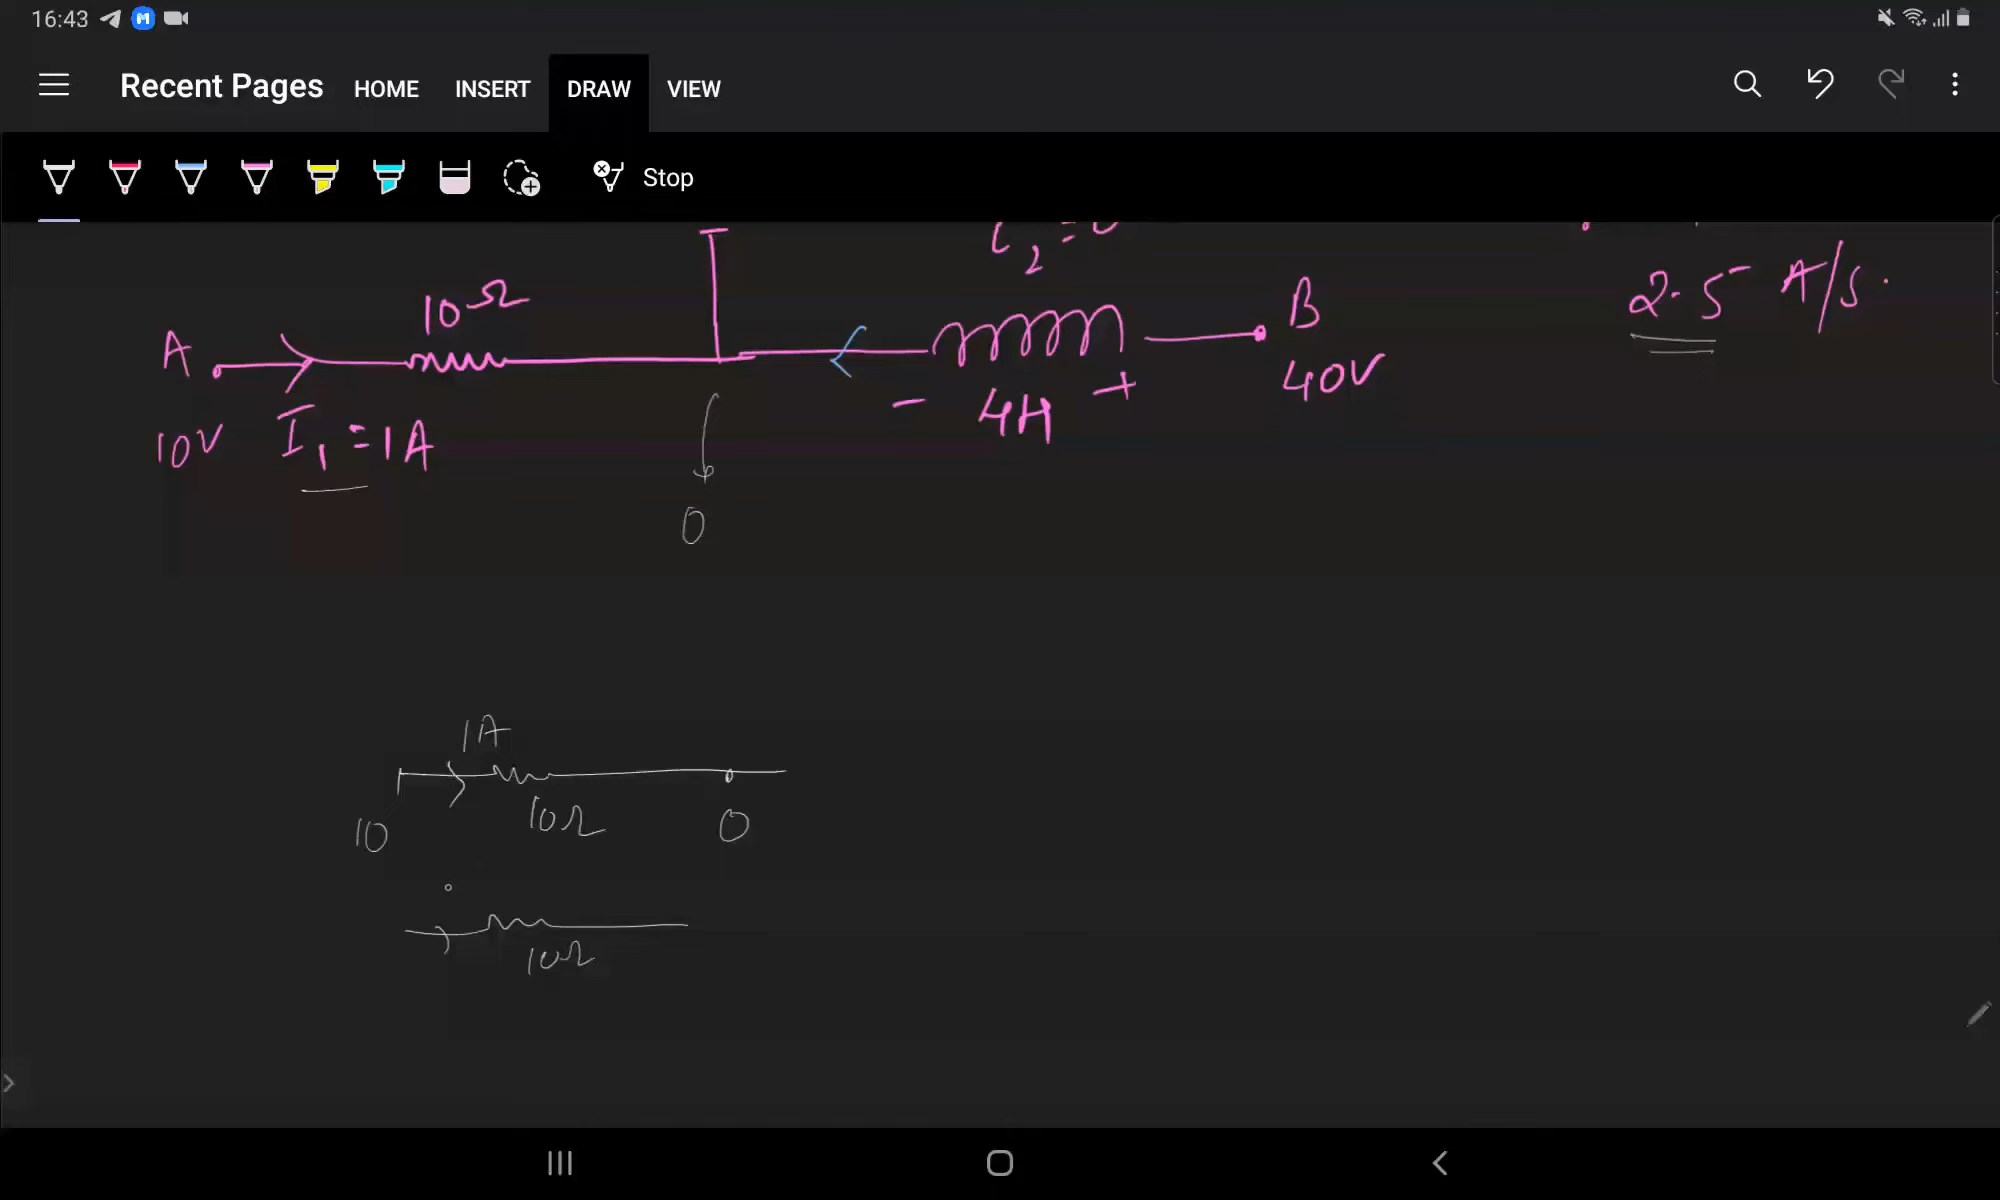 16:43
Recent Pages HOME INSERT DRAW VIEW
Stop
10Ω
A
10V
I₁ = 1A
0
- 4H +
B
40V
2.5 A/S.
1A
10
10Ω
0
10Ω